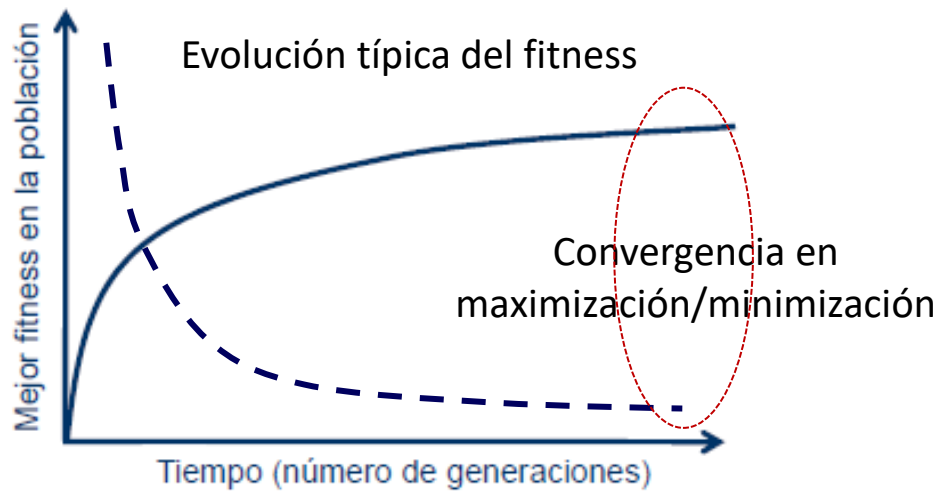 Evolución típica del fitness
Mejor fitness en la población
Convergencia en
maximización/minimización
Tiempo (número de generaciones)